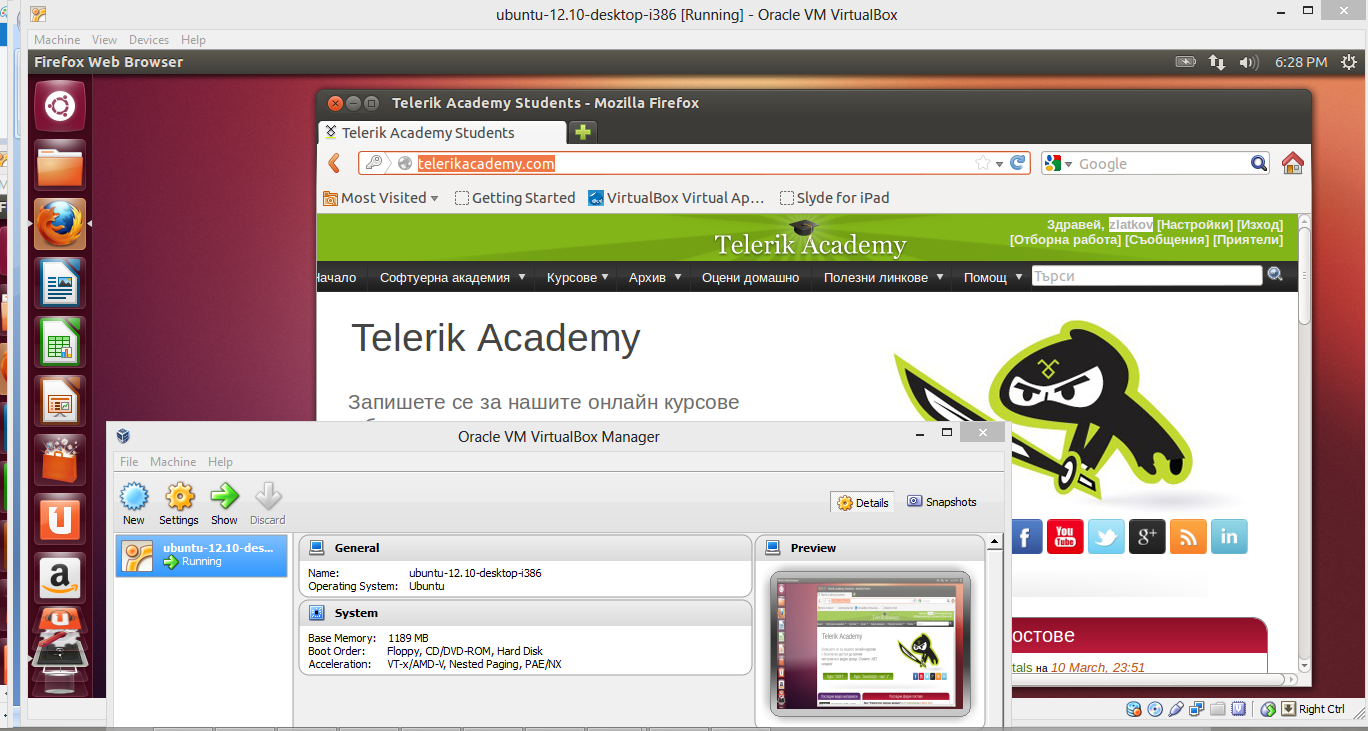 ubuntu-12.10-desktop-i386 [Running] - Oracle VM VirtualBox
Machine View Devices Help
Firefox Web Browser
6:28 PM
Telerik Academy Students - Mozilla Firefox
Telerik Academy Students
telerikacademy.com
Google
Most Visited
Getting Started
VirtualBox Virtual Ap...
Slyde for iPad
Telerik Academy
Здравей, zlatkov [Настройки] [Изход]
[Отборна работа] [Съобщения] [Приятели]
Начало Софтуерна академия Курсове Архив Оцени домашно Полезни линкове Помощ Търси
Telerik Academy
Запишете се за нашите онлайн курсове
f
You Tube
g+
in
остове
tals на 10 March, 23:51
Oracle VM VirtualBox Manager
File Machine Help
New Settings Show Discard
Details Snapshots
ubuntu-12.10-des...
Running
General
Name: ubuntu-12.10-desktop-i386
Operating System: Ubuntu
System
Base Memory: 1189 MB
Boot Order: Floppy, CD/DVD-ROM, Hard Disk
Acceleration: VT-x/AMD-V, Nested Paging, PAE/NX
Preview
Telerik Academy
Right Ctrl